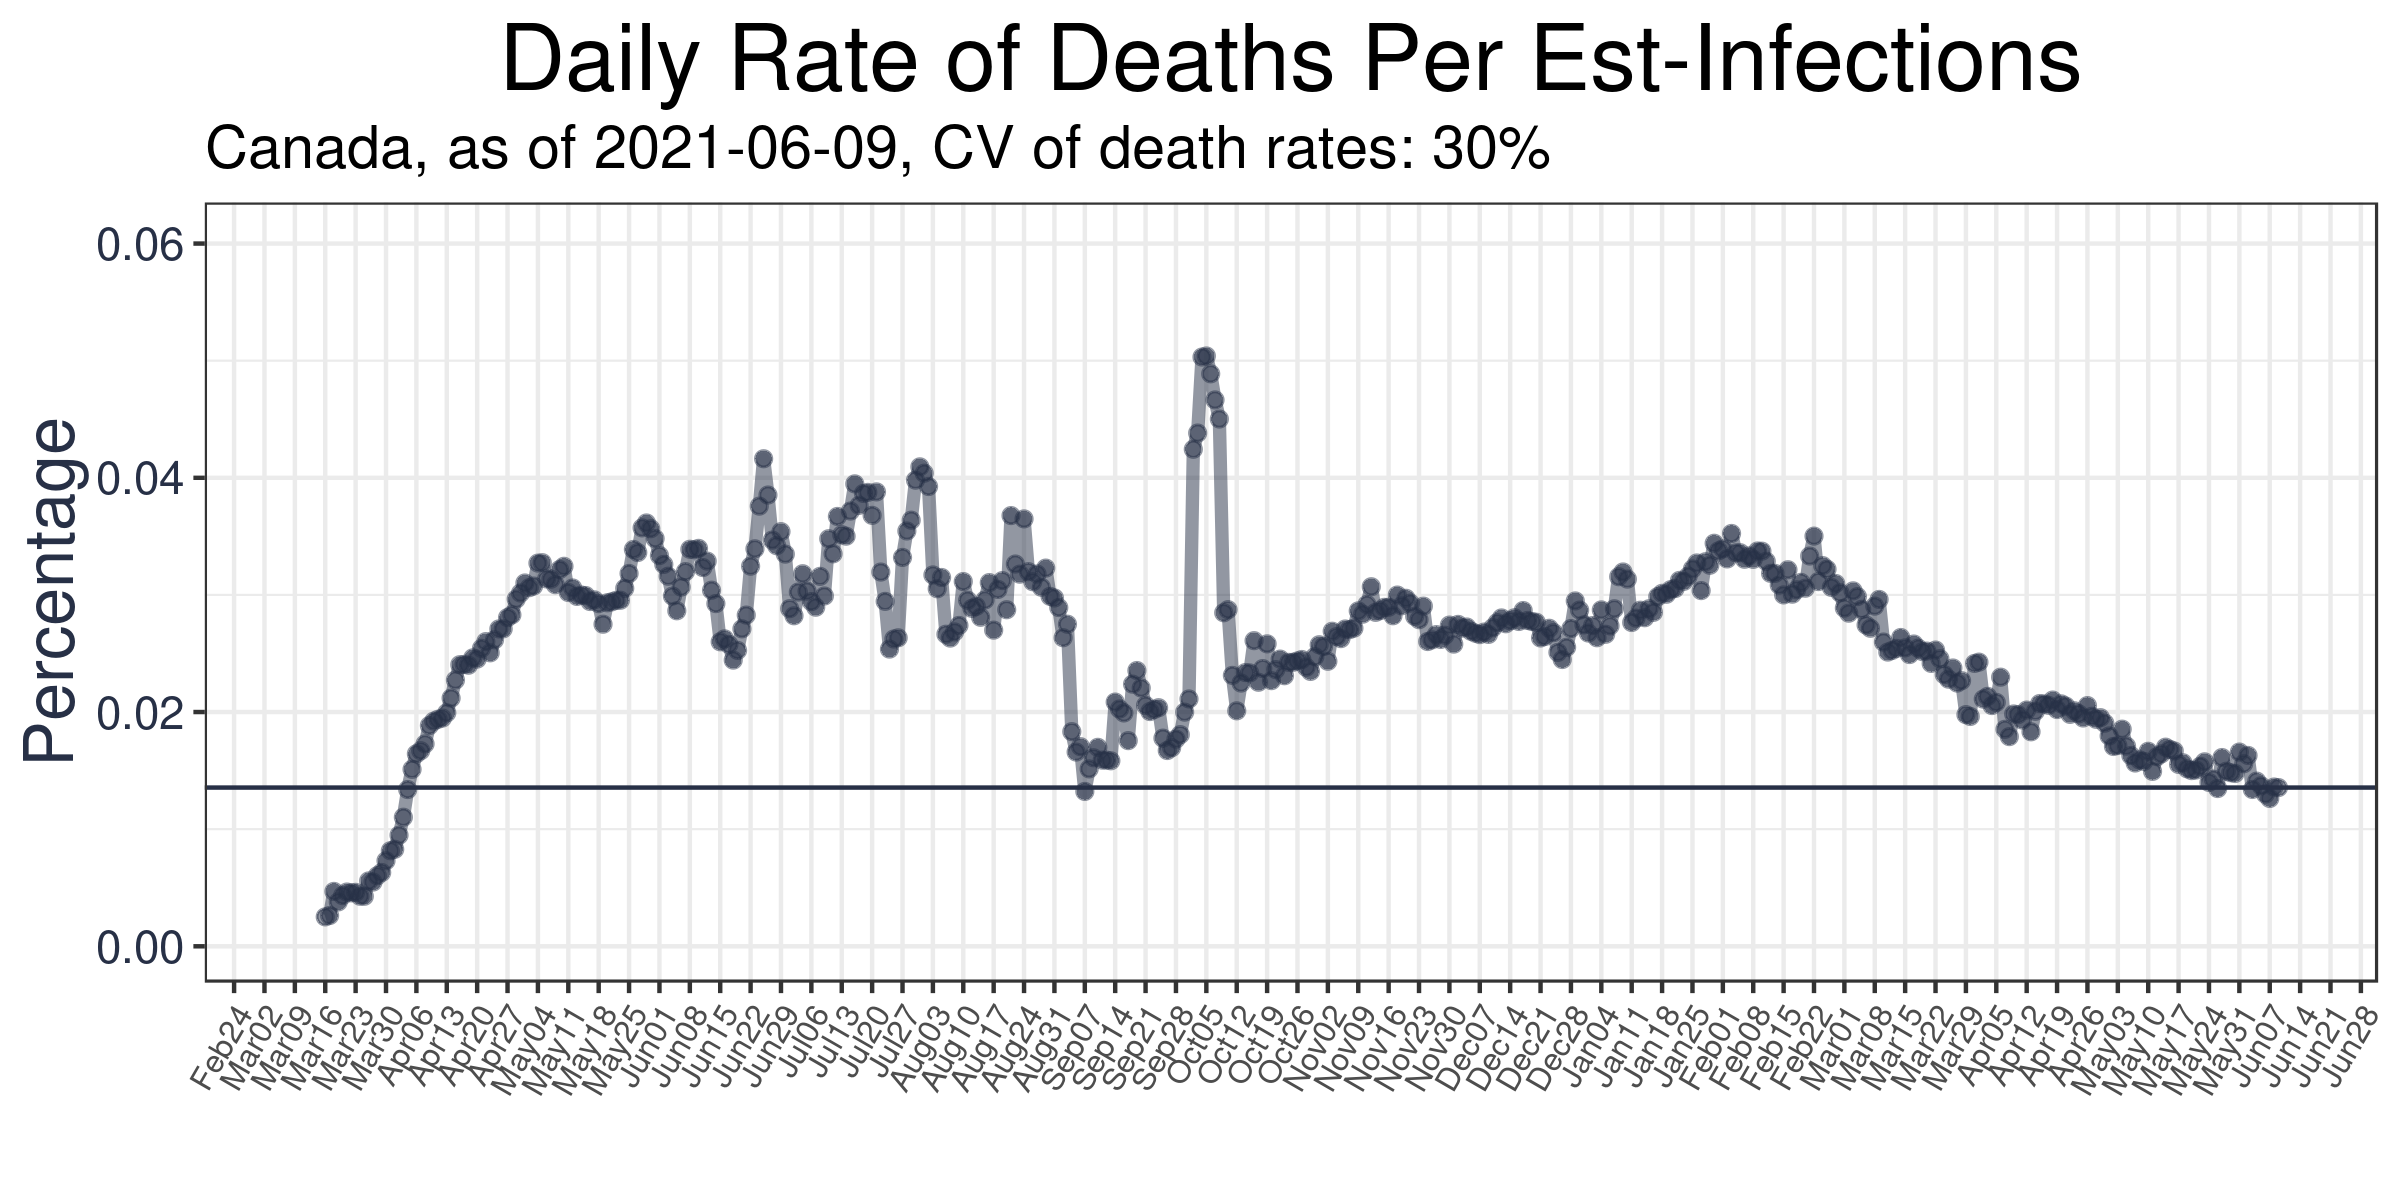 Daily Rate of Deaths Per Est-Infections
Canada, as of 2021-06-09, CV of death rates: 30%
Percentage
0.06
0.04
0.02
0.00
Feb24
Mar02
Mar09
Mar16
Mar23
Mar30
Apr06
Apr13
Apr20
Apr27
May04
May11
May18
May25
Jun01
Jun08
Jun15
Jun22
Jun29
Jul06
Jul13
Jul20
Jul27
Aug03
Aug10
Aug17
Aug24
Aug31
Sep07
Sep14
Sep21
Sep28
Oct05
Oct12
Oct19
Oct26
Nov02
Nov09
Nov16
Nov23
Nov30
Dec07
Dec14
Dec21
Dec28
Jan04
Jan11
Jan18
Jan25
Feb01
Feb08
Feb15
Feb22
Mar01
Mar08
Mar15
Mar22
Mar29
Apr05
Apr12
Apr19
Apr26
May03
May10
May17
May24
May31
Jun07
Jun14
Jun21
Jun28